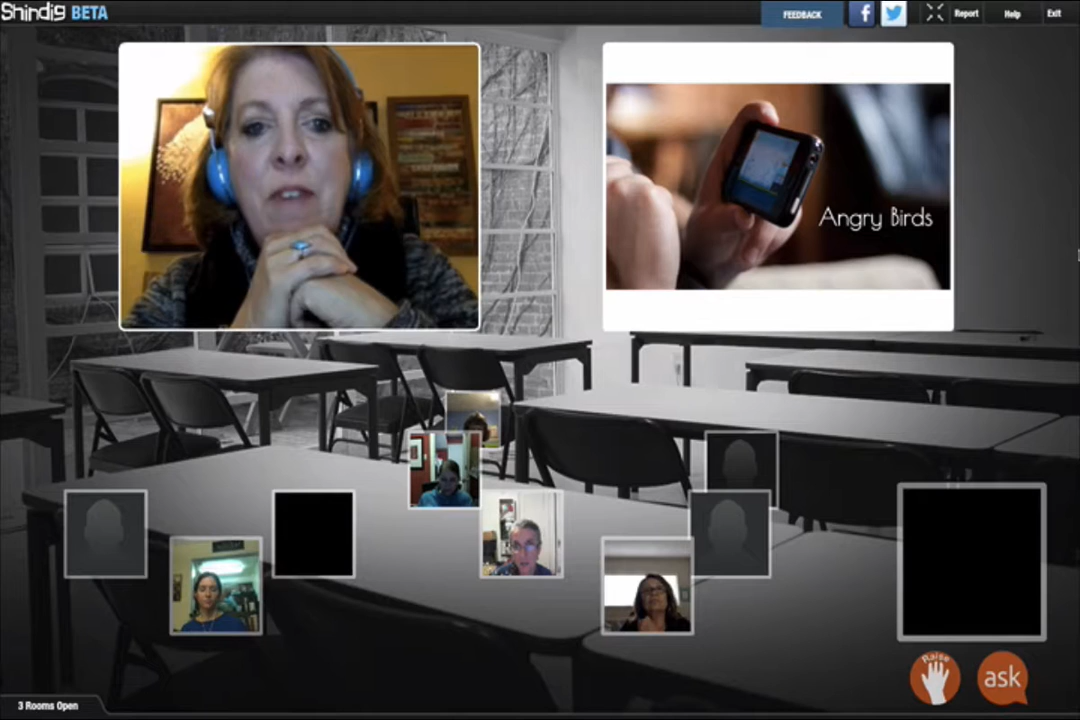 Shindig BETA
FEEDBACK
f
Report
Help
Exit
Angry Birds
Raise
ask
3 Rooms Open